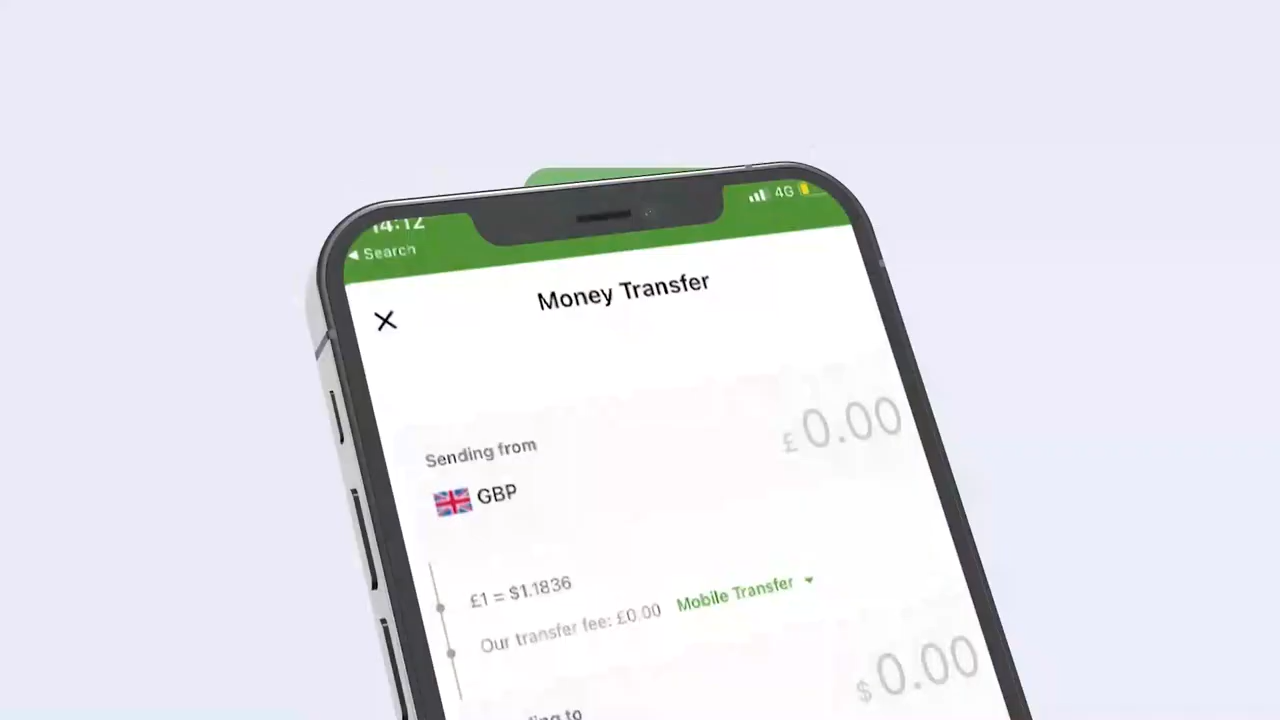 14:12
4G
◀ Search
Money Transfer
Sending from
£ 0.00
GBP
£1 = $1.1836
Our transfer fee: £0.00 Mobile Transfer
$ 0.00
to